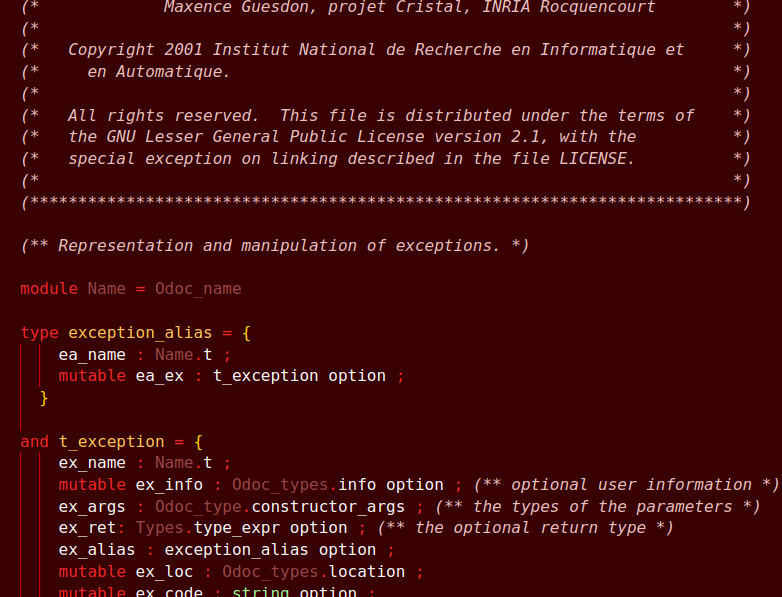 (*             Maxence Guesdon, projet Cristal, INRIA Rocquencourt        *)
(*                                                                        *)
(*   Copyright 2001 Institut National de Recherche en Informatique et     *)
(*     en Automatique.                                                    *)
(*                                                                        *)
(*   All rights reserved.  This file is distributed under the terms of    *)
(*   the GNU Lesser General Public License version 2.1, with the          *)
(*   special exception on linking described in the file LICENSE.          *)
(*                                                                        *)
(**************************************************************************)

(** Representation and manipulation of exceptions. *)

module Name = Odoc_name

type exception_alias = {
    ea_name : Name.t ;
    mutable ea_ex : t_exception option ;
  }

and t_exception = {
    ex_name : Name.t ;
    mutable ex_info : Odoc_types.info option ; (** optional user information *)
    ex_args : Odoc_type.constructor_args ; (** the types of the parameters *)
    ex_ret: Types.type_expr option ; (** the optional return type *)
    ex_alias : exception_alias option ;
    mutable ex_loc : Odoc_types.location ;
    mutable ex_code : string option ;